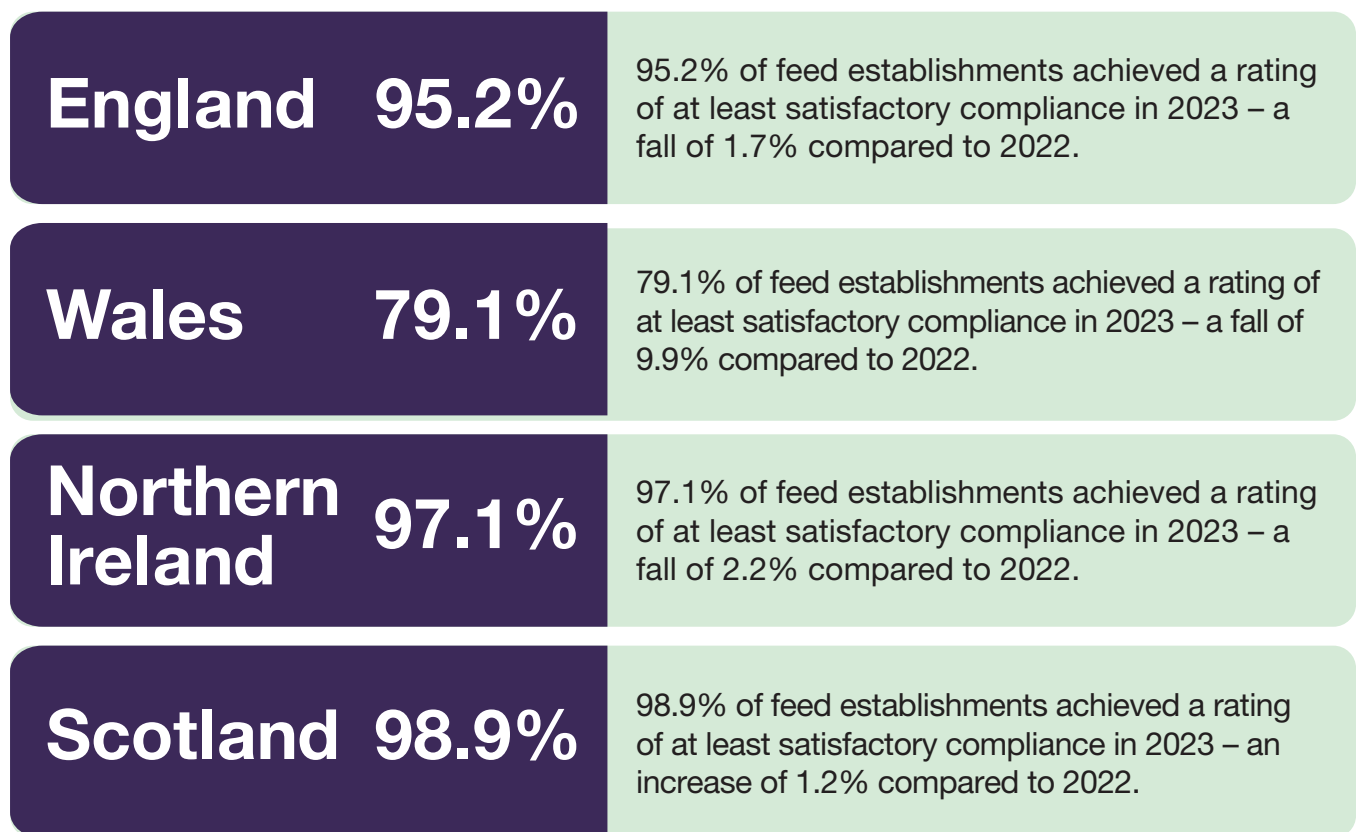 England 95.2%
95.2% of feed establishments achieved a rating
of at least satisfactory compliance in 2023 – a
fall of 1.7% compared to 2022.
Wales 79.1%
79.1% of feed establishments achieved a rating of
at least satisfactory compliance in 2023 – a fall of
9.9% compared to 2022.
Northern
Ireland
97.1%
97.1% of feed establishments achieved a rating
of at least satisfactory compliance in 2023 – a
fall of 2.2% compared to 2022.
Scotland 98.9%
98.9% of feed establishments achieved a rating
of at least satisfactory compliance in 2023 – an
increase of 1.2% compared to 2022.